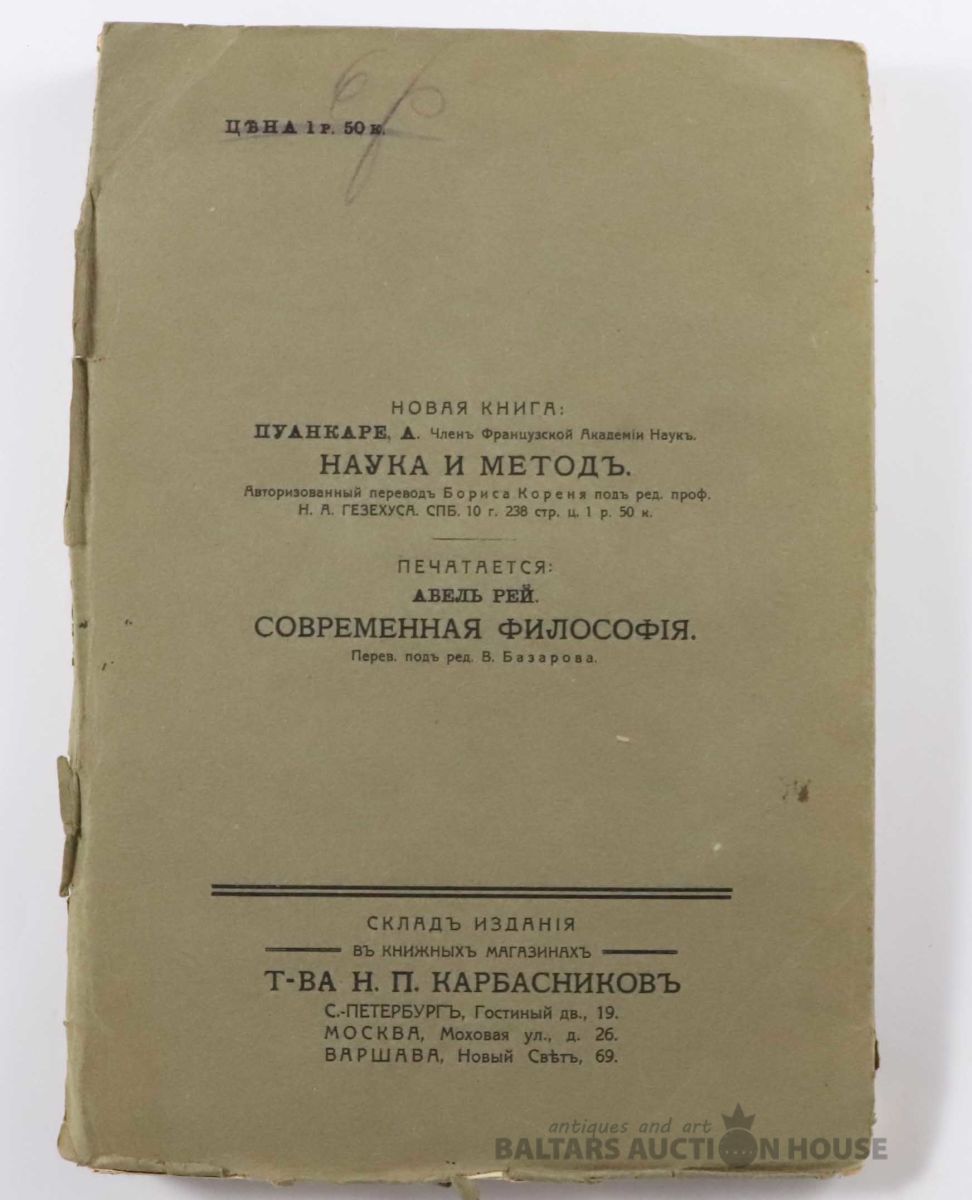 ЦѢНА 1 Р. 50 К.
НОВАЯ КНИГА:
ПУАНКАРЕ, А. Членъ Французской Академіи Наукъ.
НАУКА И МЕТОДЪ.
Авторизованный переводъ Бориса Кореня подъ ред. проф.
Н. А. ГЕЗЕХУСА. СПБ. 10 г. 238 стр. ц. 1 р. 50 к.
ПЕЧАТАЕТСЯ:
АБЕЛЬ РЕЙ.
СОВРЕМЕННАЯ ФИЛОСОФІЯ.
Перев. подъ ред. В. Базарова.
СКЛАДЪ ИЗДАНІЯ
ВЪ КНИЖНЫХЪ МАГАЗИНАХЪ
Т-ВА Н. П. КАРБАСНИКОВЪ
С.-ПЕТЕРБУРГЪ, Гостиный дв., 19.
МОСКВА, Моховая ул., д. 26.
ВАРШАВА, Новый Свѣтъ, 69.
antiques and art
BALTARS AUCTION HOUSE